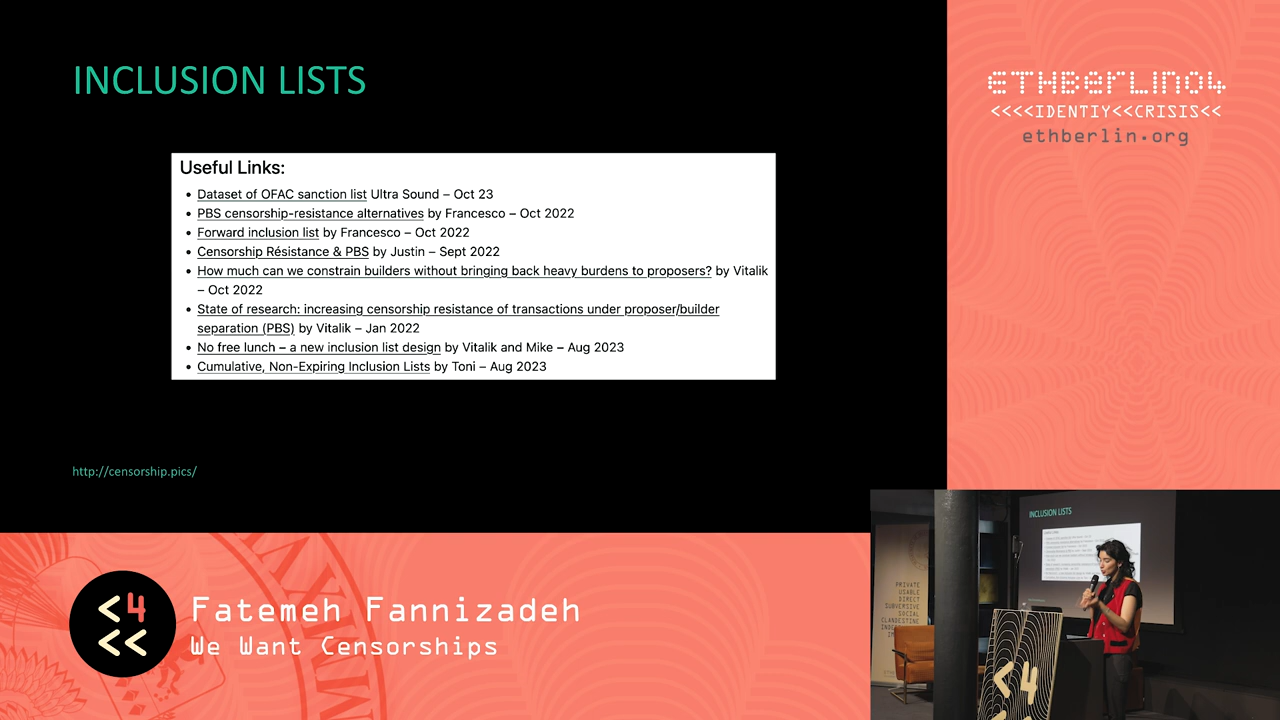 INCLUSION LISTS
Useful Links:
• Dataset of OFAC sanction list Ultra Sound – Oct 23
• PBS censorship-resistance alternatives by Francesco – Oct 2022
• Forward inclusion list by Francesco – Oct 2022
• Censorship Résistance & PBS by Justin – Sept 2022
• How much can we constrain builders without bringing back heavy burdens to proposers? by Vitalik
– Oct 2022
• State of research: increasing censorship resistance of transactions under proposer/builder
separation (PBS) by Vitalik – Jan 2022
• No free lunch – a new inclusion list design by Vitalik and Mike – Aug 2023
• Cumulative, Non-Expiring Inclusion Lists by Toni – Aug 2023
http://censorship.pics/
ETHBerlin04
<<<<IDENTIY<<CRISIS<<
ethberlin.org
<4
<<
Fatemeh Fannizadeh
We Want Censorships
INCLUSION LISTS
PRIVATE
USABLE
DIRECT
SUBVERSIVE
SOCIAL
CLANDESTINE
<4